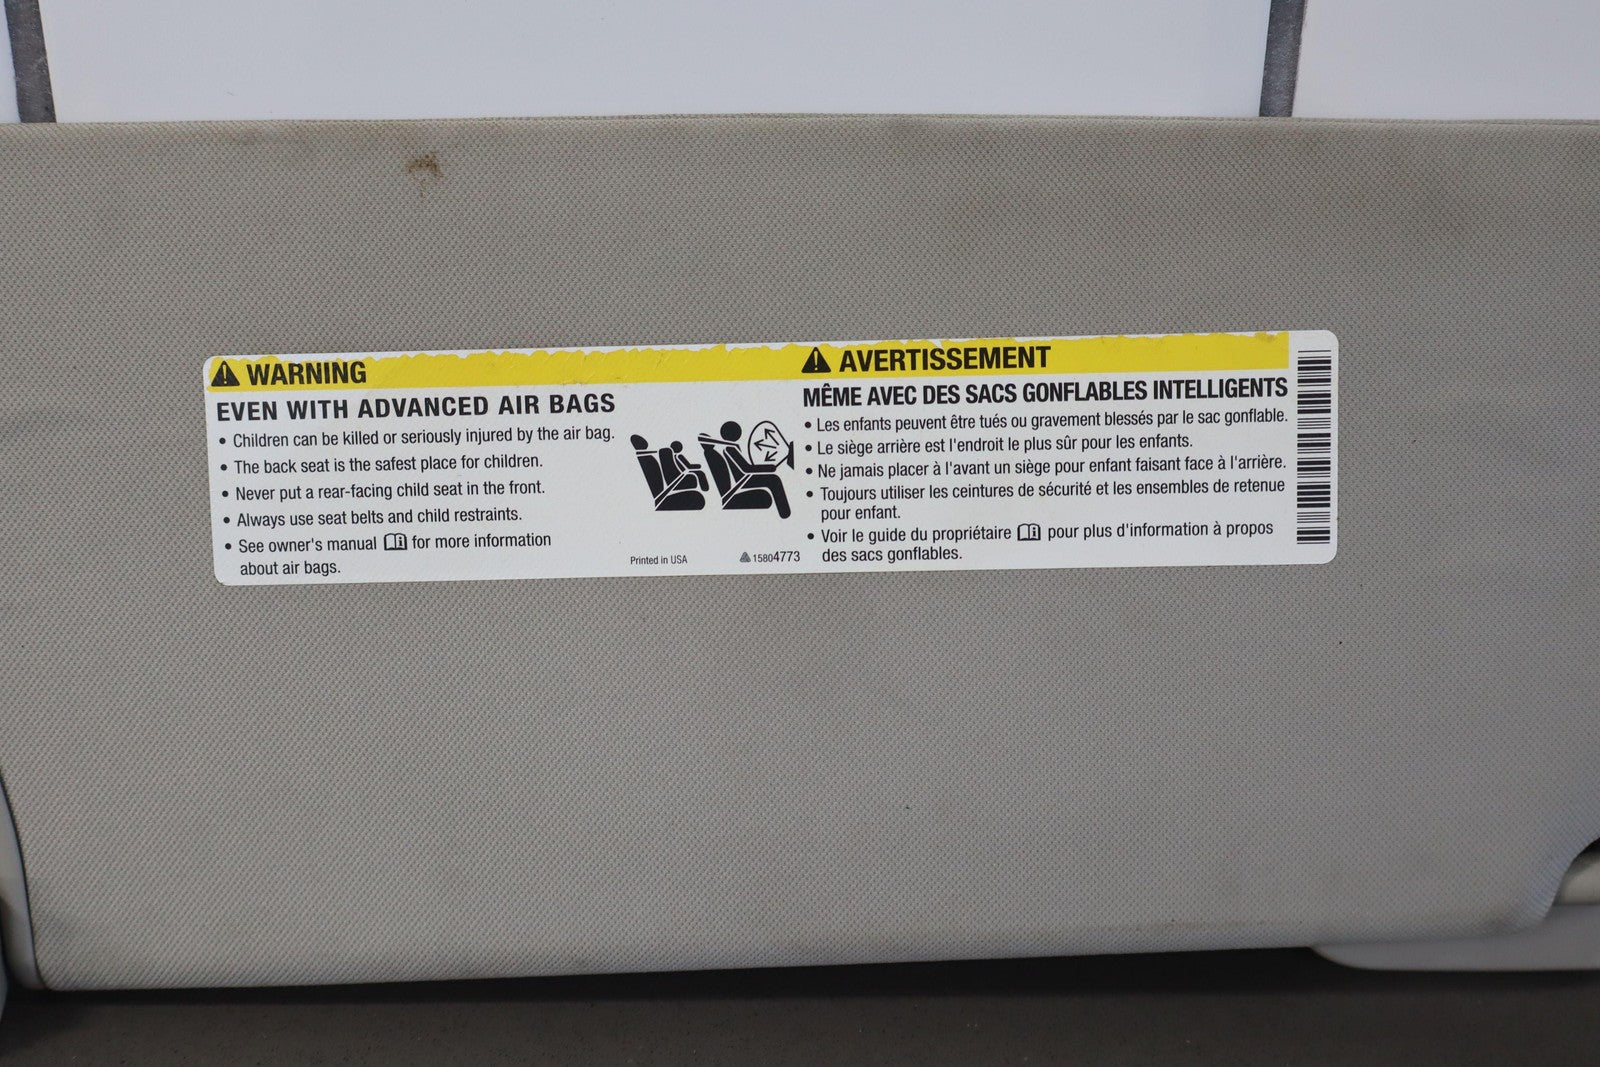 WARNING
EVEN WITH ADVANCED AIR BAGS
• Children can be killed or seriously injured by the air bag.
• The back seat is the safest place for children.
• Never put a rear-facing child seat in the front.
• Always use seat belts and child restraints.
• See owner's manual for more information
about air bags.
Printed in USA
15804773
AVERTISSEMENT
MÊME AVEC DES SACS GONFLABLES INTELLIGENTS
• Les enfants peuvent être tués ou gravement blessés par le sac gonflable.
• Le siège arrière est l'endroit le plus sûr pour les enfants.
• Ne jamais placer à l'avant un siège pour enfant faisant face à l'arrière.
• Toujours utiliser les ceintures de sécurité et les ensembles de retenue
pour enfant.
• Voir le guide du propriétaire pour plus d'information à propos
des sacs gonflables.